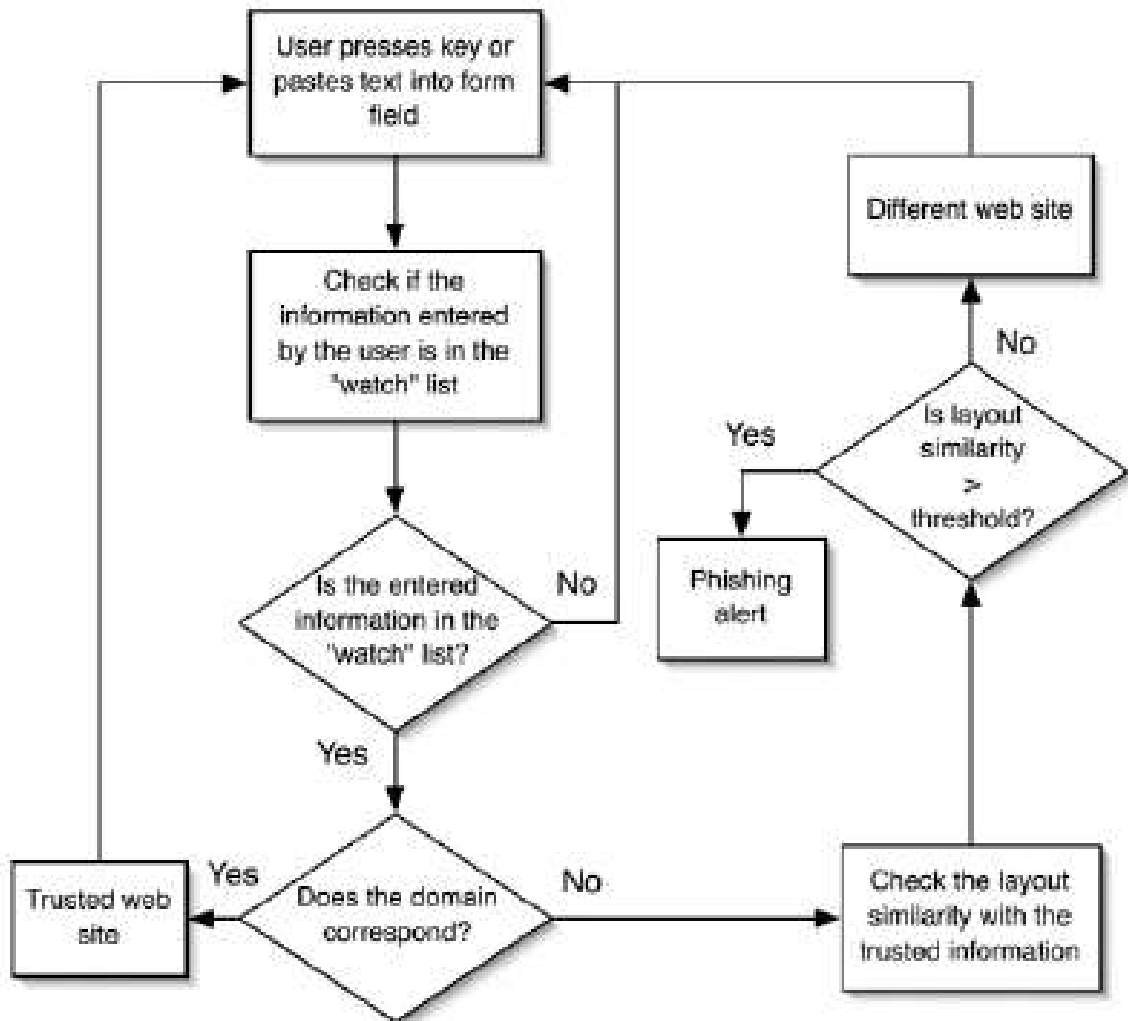 User presses key or
pastes text into form
field
Check if the
information entered
by the user is in the
"watch" list
Is the entered
information in the
"watch" list?
No
Yes
Does the domain
correspond?
Yes
Trusted web
site
No
Check the layout
similarity with the
trusted information
Is layout
similarity
>
threshold?
Yes
Phishing
alert
No
Different web site